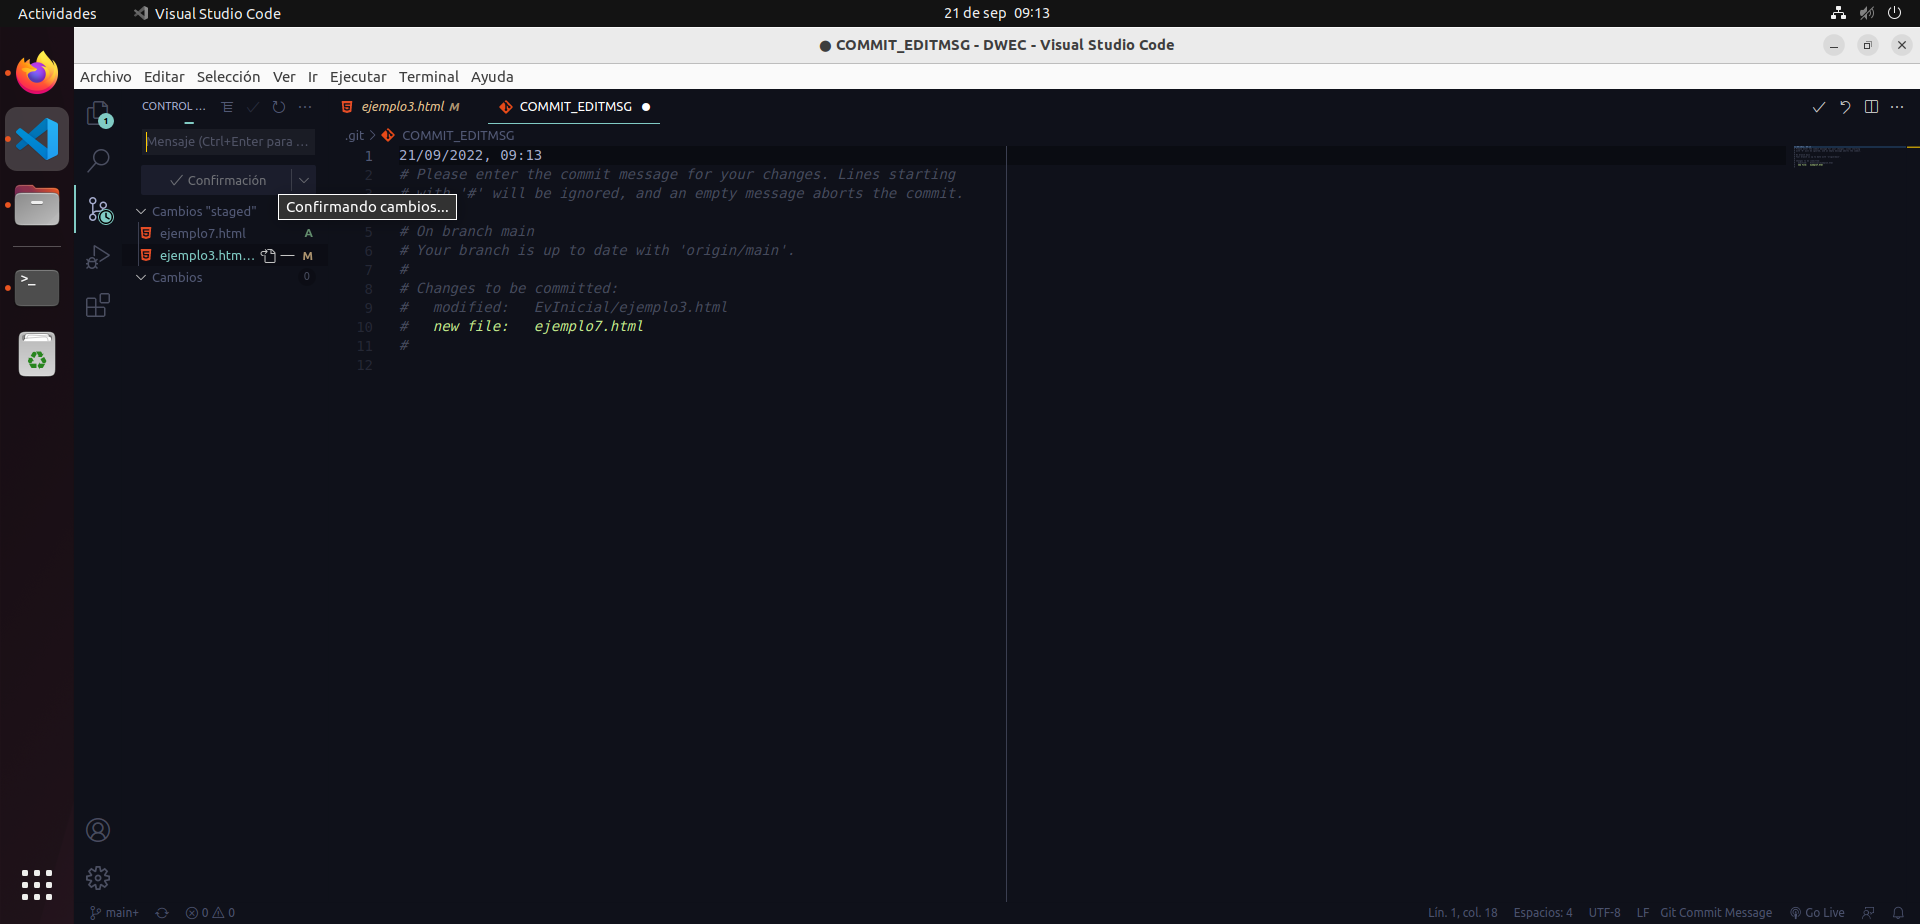 Actividades
Visual Studio Code
21 de sep 09:13
● COMMIT_EDITMSG - DWEC - Visual Studio Code
Archivo Editar Selección Ver Ir Ejecutar Terminal Ayuda
CONTROL ...
ejemplo3.html M
COMMIT_EDITMSG ●
1
Mensaje (Ctrl+Enter para ...
.git > COMMIT_EDITMSG
Confirmación
Confirmando cambios...
Cambios "staged"
ejemplo7.html A
ejemplo3.htm... M
Cambios 0
1 21/09/2022, 09:13
2 # Please enter the commit message for your changes. Lines starting
# with '#' will be ignored, and an empty message aborts the commit.
5 # On branch main
6 # Your branch is up to date with 'origin/main'.
7 #
8 # Changes to be committed:
9 # modified: EvInicial/ejemplo3.html
10 # new file: ejemplo7.html
11 #
12
main+ 0 0
Lín. 1, col. 18 Espacios: 4 UTF-8 LF Git Commit Message Go Live